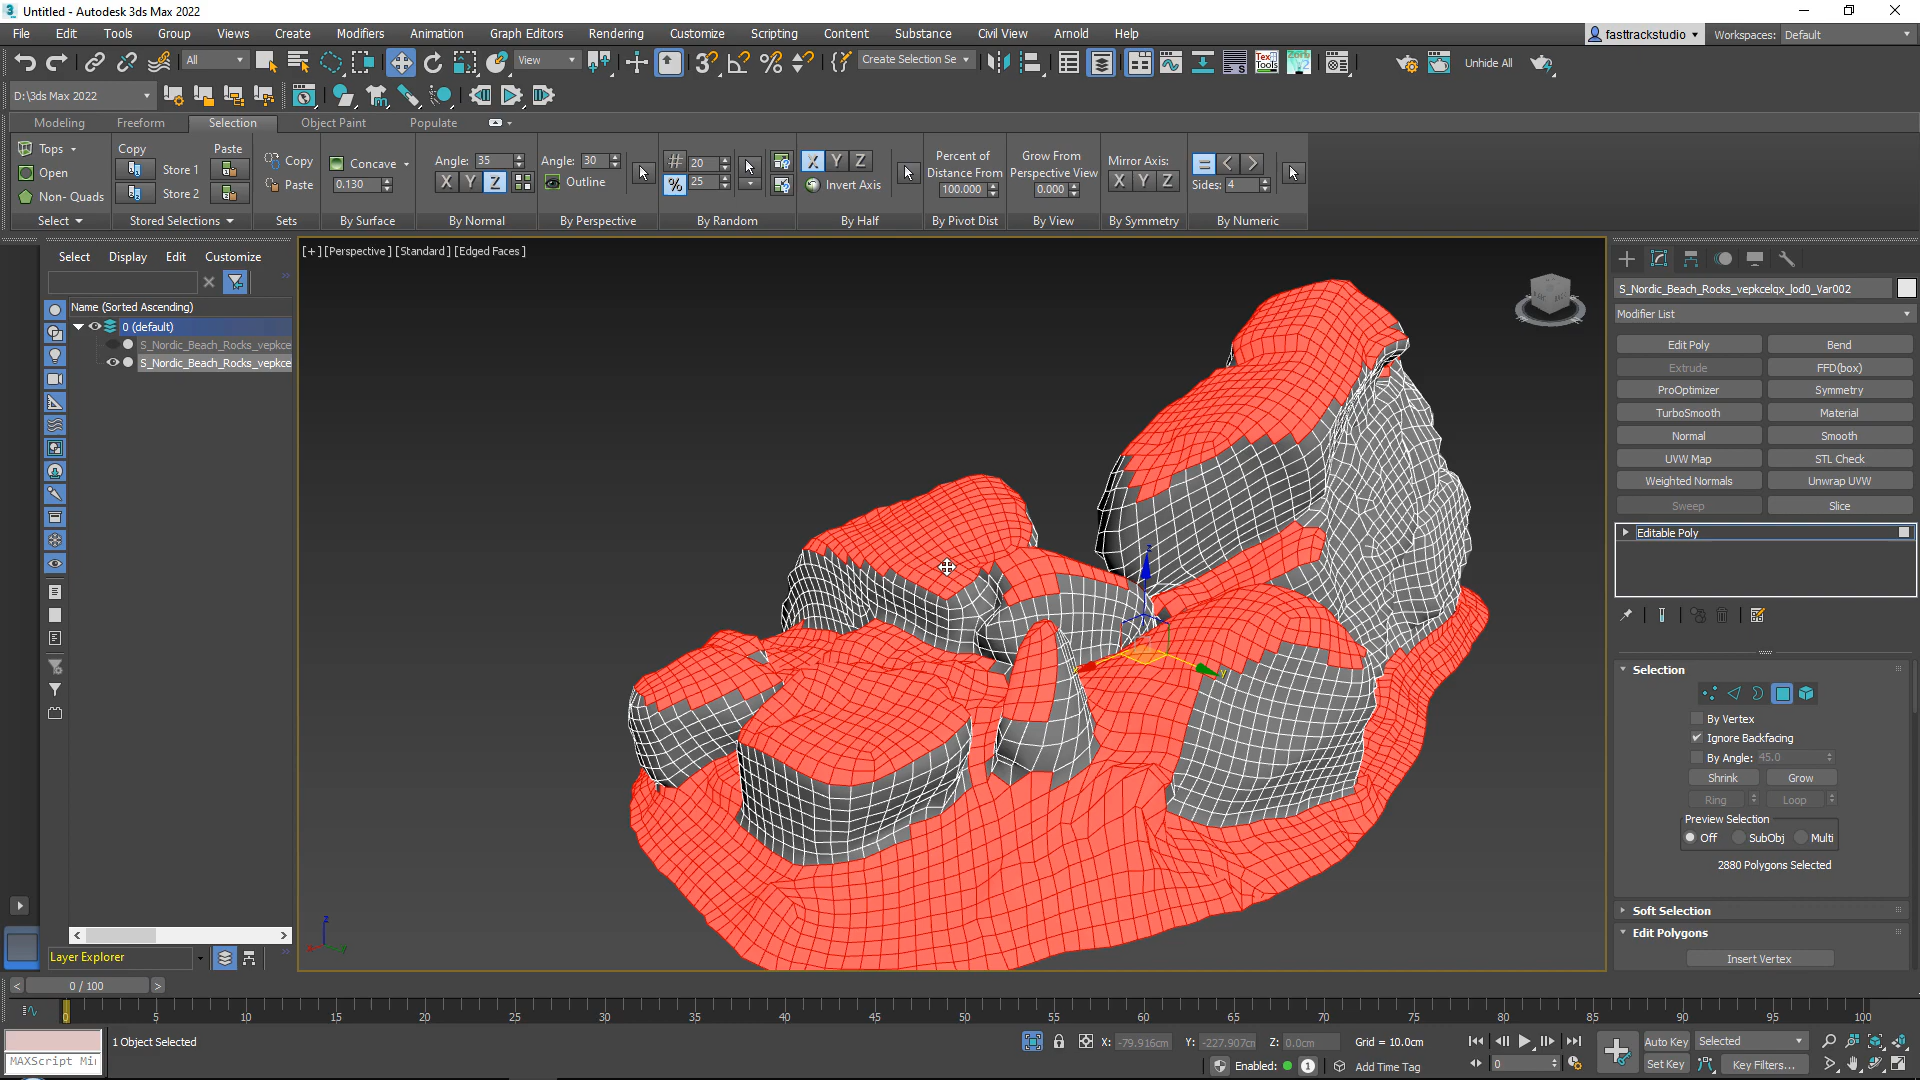 Untitled - Autodesk 3ds Max 2022
File Edit Tools Group Views Create Modifiers Animation Graph Editors Rendering Customize Scripting Content Substance Civil View Arnold Help fasttrackstudio Workspaces: Default
All View Create Selection Se Unhide All
D:\3ds Max 2022
Modeling Freeform Selection Object Paint Populate
Tops Copy Paste Copy Concave Angle: 35 Angle: 30 20 X Y Z Percent of Grow From Mirror Axis:
Open Store 1 Distance From Perspective View
Non- Quads Store 2 Paste 0.130 X Y Z Outline % 25 Invert Axis 100.000 0.000 X Y Z Sides: 4
Select Stored Selections Sets By Surface By Normal By Perspective By Random By Half By Pivot Dist By View By Symmetry By Numeric
Select Display Edit Customize
[+] [Perspective] [Standard] [Edged Faces]
Name (Sorted Ascending)
0 (default)
S_Nordic_Beach_Rocks_vepkce
S_Nordic_Beach_Rocks_vepkce
S_Nordic_Beach_Rocks_vepkcelqx_lod0_Var002
Modifier List
Edit Poly Bend
Extrude FFD(box)
ProOptimizer Symmetry
TurboSmooth Material
Normal Smooth
UVW Map STL Check
Weighted Normals Unwrap UVW
Sweep Slice
Editable Poly
Selection
By Vertex
Ignore Backfacing
By Angle: 45.0
Shrink Grow
Ring Loop
Preview Selection
Off SubObj Multi
2880 Polygons Selected
Soft Selection
Edit Polygons
Insert Vertex
Layer Explorer
0 / 100
0 5 10 15 20 25 30 35 40 45 50 55 60 65 70 75 80 85 90 95 100
1 Object Selected X: -79.916cm Y: -227.907cm Z: 0.0cm Grid = 10.0cm Auto Key Selected
MAXScript Mi Enabled: 1 Add Time Tag 0 Set Key Key Filters...